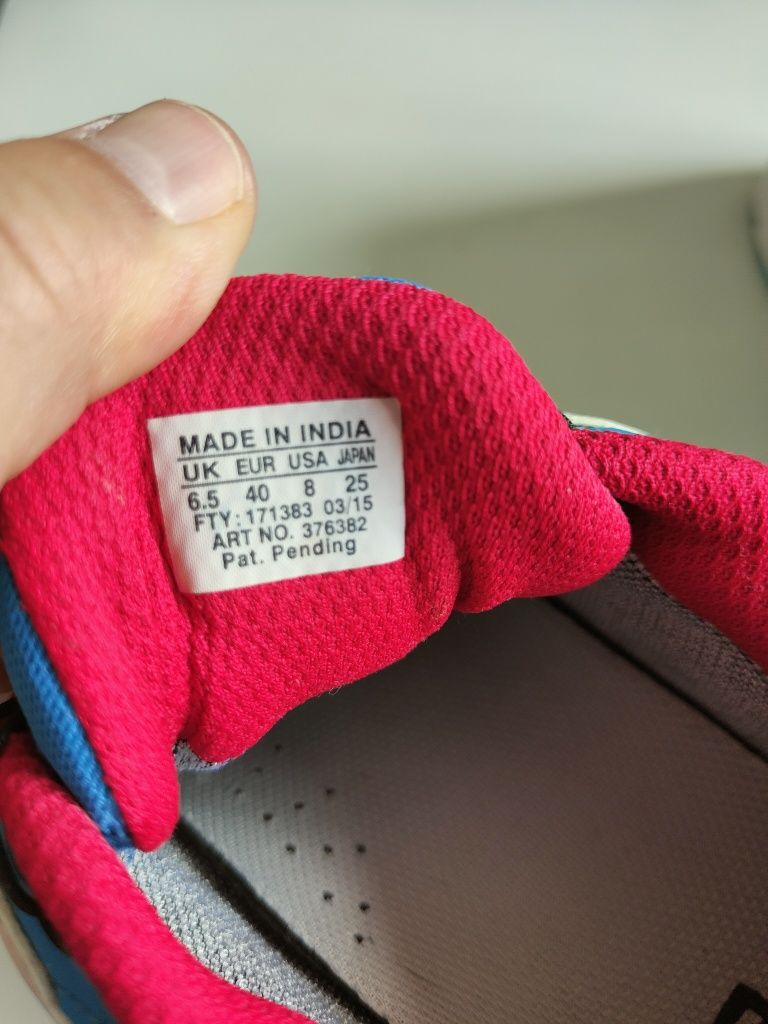 MADE IN INDIA
UK EUR USA JAPAN
6.5 40 8 25
FTY: 171383 03/15
ART NO. 376382
Pat. Pending